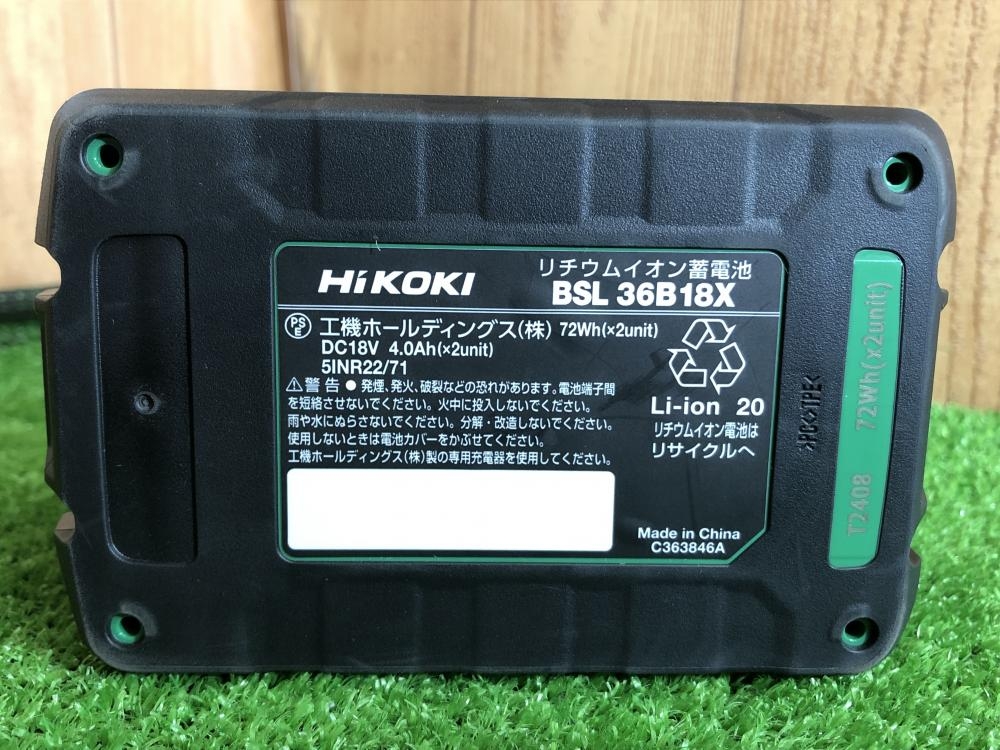 HiKOKI
リチウムイオン蓄電池
BSL 36B18X
PS
E
工機ホールディングス(株) 72Wh(×2unit)
DC18V 4.0Ah(×2unit)
5INR22/71
⚠警告 ● 発煙、発火、破裂などの恐れがあります。電池端子間
を短絡させないでください。火中に投入しないでください。
雨や水にぬらさないでください。分解・改造しないでください。
使用しないときは電池カバーをかぶせてください。
工機ホールディングス(株)製の専用充電器を使用してください。
Li-ion 20
リチウムイオン電池は
リサイクルへ
Made in China
C363846A
>PC<>TPE<
T2408 72Wh(x2unit)